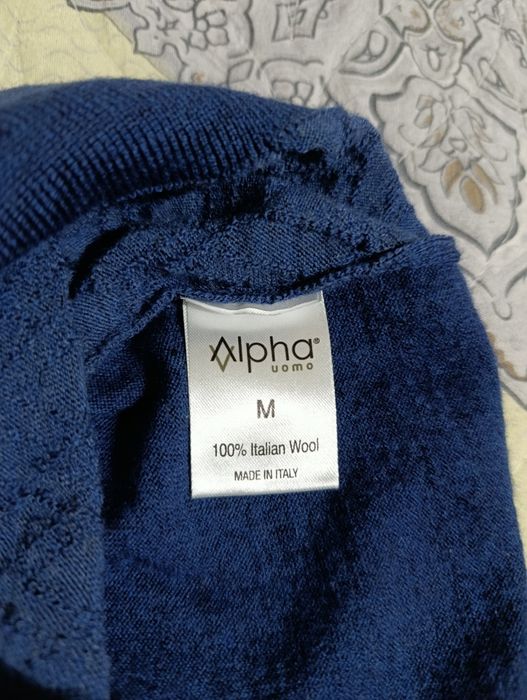 Alpha®
uomo
M
100% Italian Wool
MADE IN ITALY